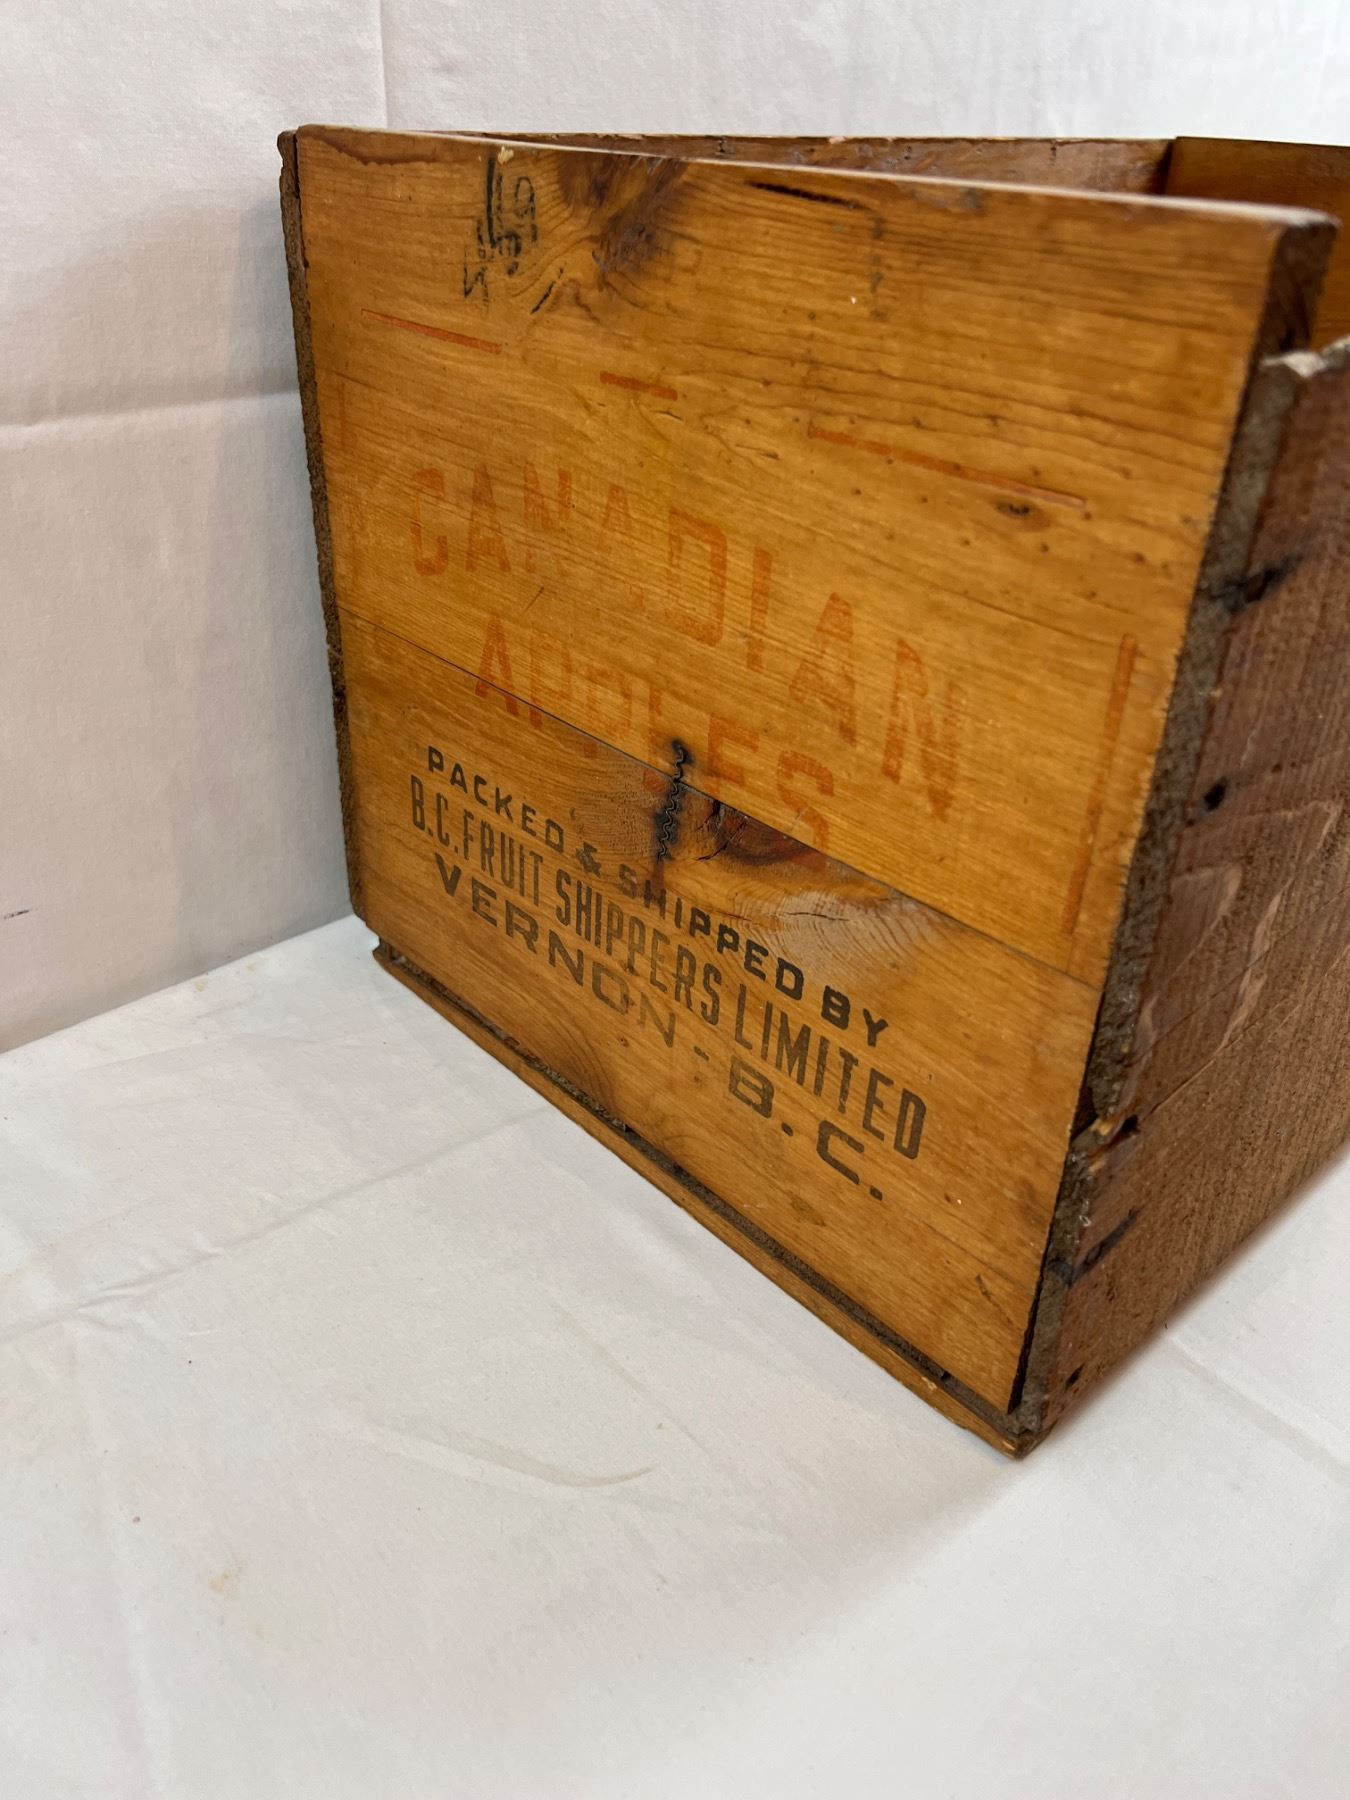 CANADIAN
APPLES
PACKED & SHIPPED BY
B.C. FRUIT SHIPPERS LIMITED
VERNON - B.C.